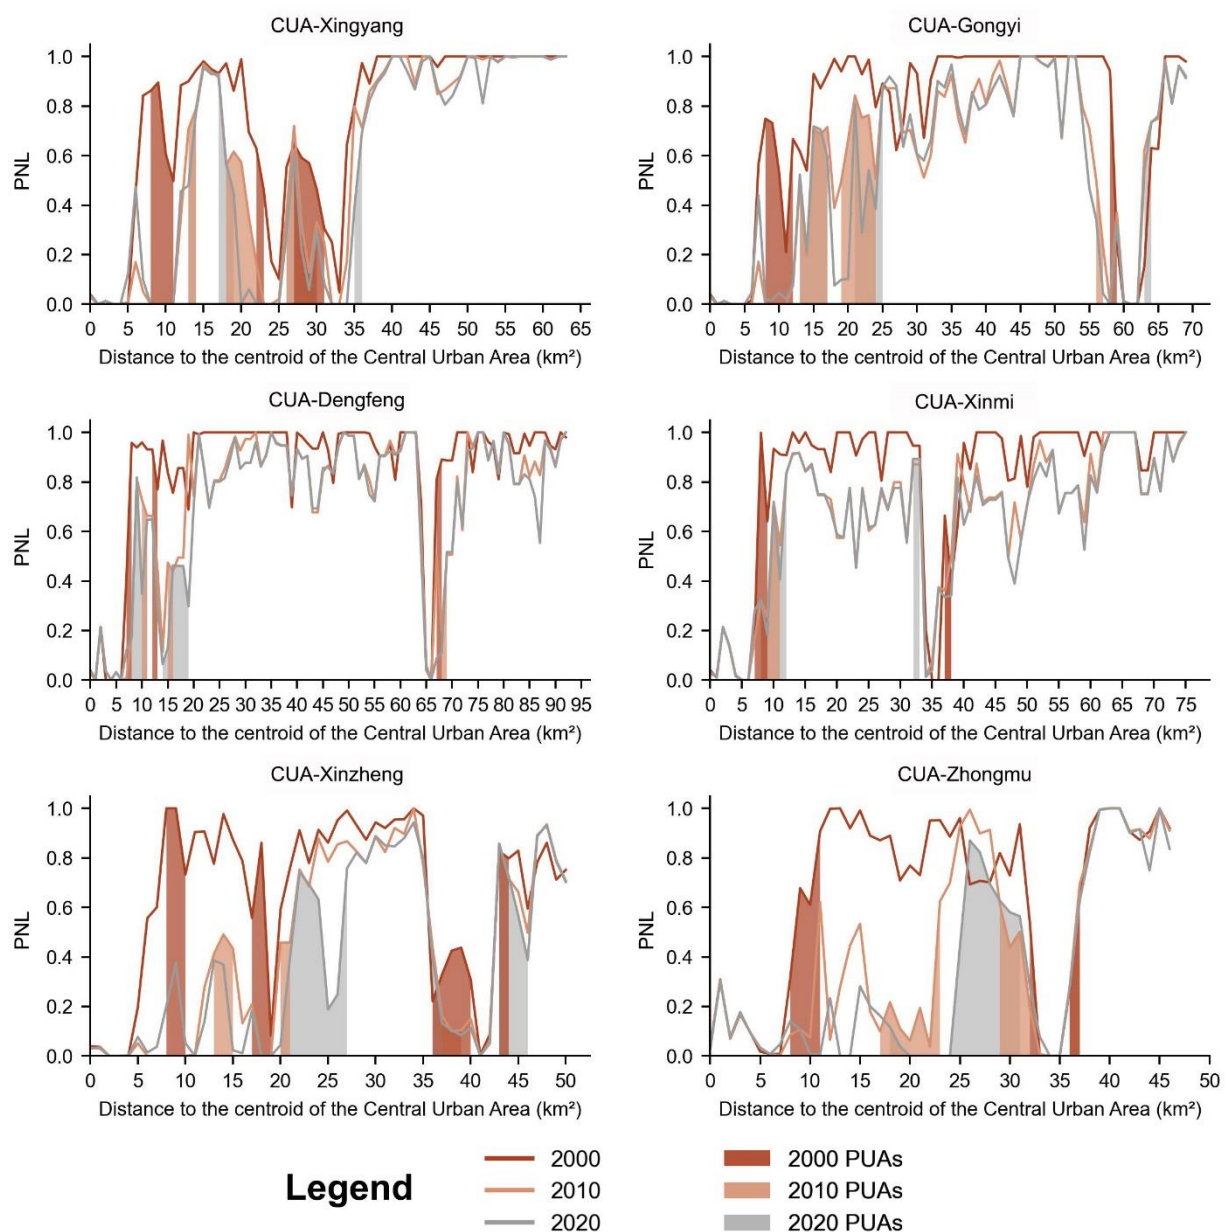 CUA-Xingyang CUA-Gongyi
1.0 1.0
0.8 0.8
0.6 0.6
PNL PNL
0.4 0.4
0.2 0.2
0.0 0.0
0 5 10 15 20 25 30 35 40 45 50 55 60 65 0 5 10 15 20 25 30 35 40 45 50 55 60 65 70
Distance to the centroid of the Central Urban Area (km²) Distance to the centroid of the Central Urban Area (km²)
CUA-Dengfeng CUA-Xinmi
1.0 1.0
0.8 0.8
0.6 0.6
PNL PNL
0.4 0.4
0.2 0.2
0.0 0.0
0 5 10 15 20 25 30 35 40 45 50 55 60 65 70 75 80 85 90 95 0 5 10 15 20 25 30 35 40 45 50 55 60 65 70 75
Distance to the centroid of the Central Urban Area (km²) Distance to the centroid of the Central Urban Area (km²)
CUA-Xinzheng CUA-Zhongmu
1.0 1.0
0.8 0.8
0.6 0.6
PNL PNL
0.4 0.4
0.2 0.2
0.0 0.0
0 5 10 15 20 25 30 35 40 45 50 0 5 10 15 20 25 30 35 40 45 50
Distance to the centroid of the Central Urban Area (km²) Distance to the centroid of the Central Urban Area (km²)
Legend
2000 2000 PUAs
2010 2010 PUAs
2020 2020 PUAs